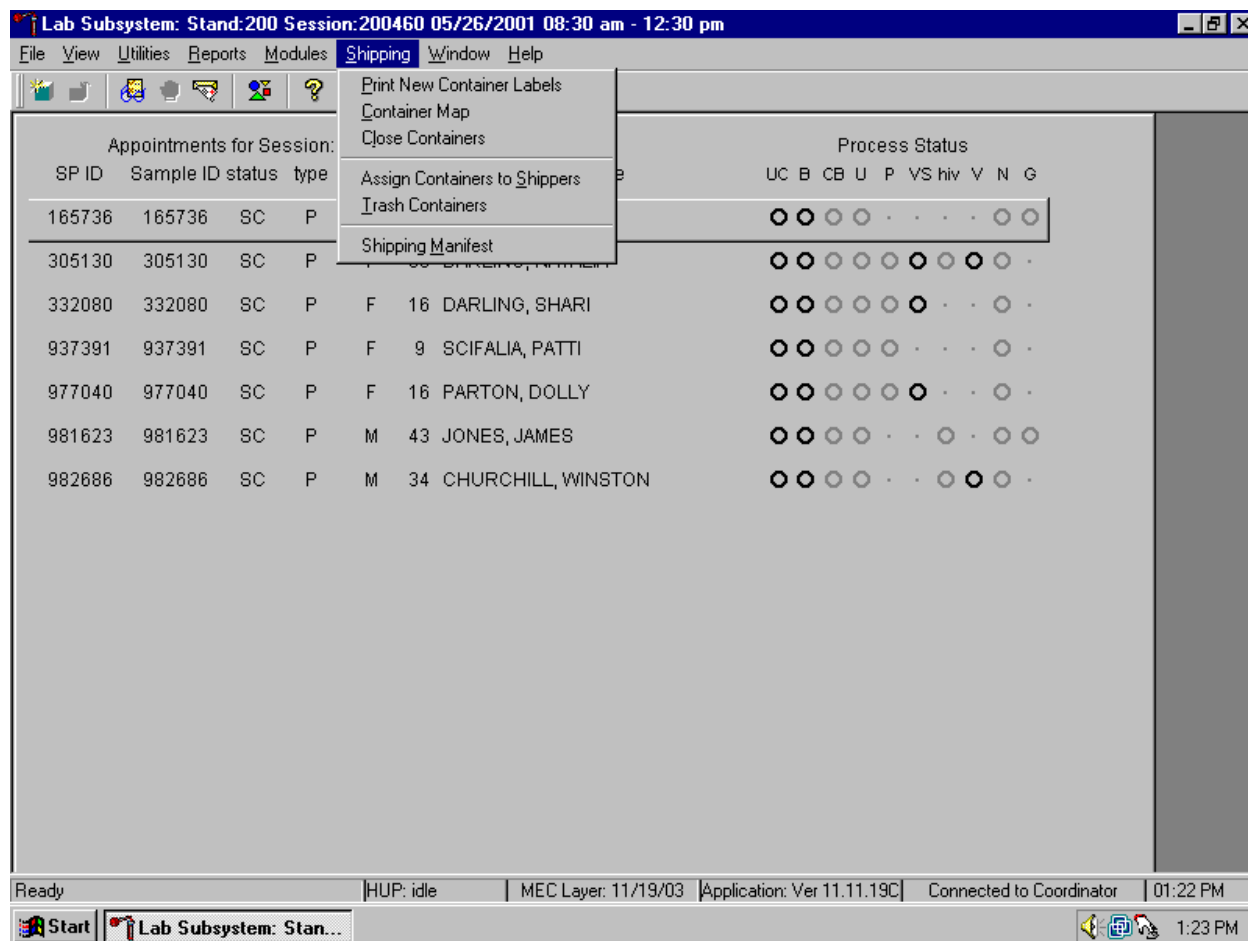 Lab Subsystem: Stand:200 Session:200460 05/26/2001 08:30 am - 12:30 pm
File View Utilities Reports Modules Shipping Window Help
Print New Container Labels
Container Map
Close Containers
Assign Containers to Shippers
Trash Containers
Shipping Manifest
Appointments for Session:
Process Status
SP ID Sample ID status type UC B CB U P VS hiv V N G
165736 165736 SC P
305130 305130 SC P
332080 332080 SC P F 16 DARLING, SHARI
937391 937391 SC P F 9 SCIFALIA, PATTI
977040 977040 SC P F 16 PARTON, DOLLY
981623 981623 SC P M 43 JONES, JAMES
982686 982686 SC P M 34 CHURCHILL, WINSTON
Ready HUP: idle MEC Layer: 11/19/03 Application: Ver 11.11.19C Connected to Coordinator 01:22 PM
Start Lab Subsystem: Stan... 1:23 PM